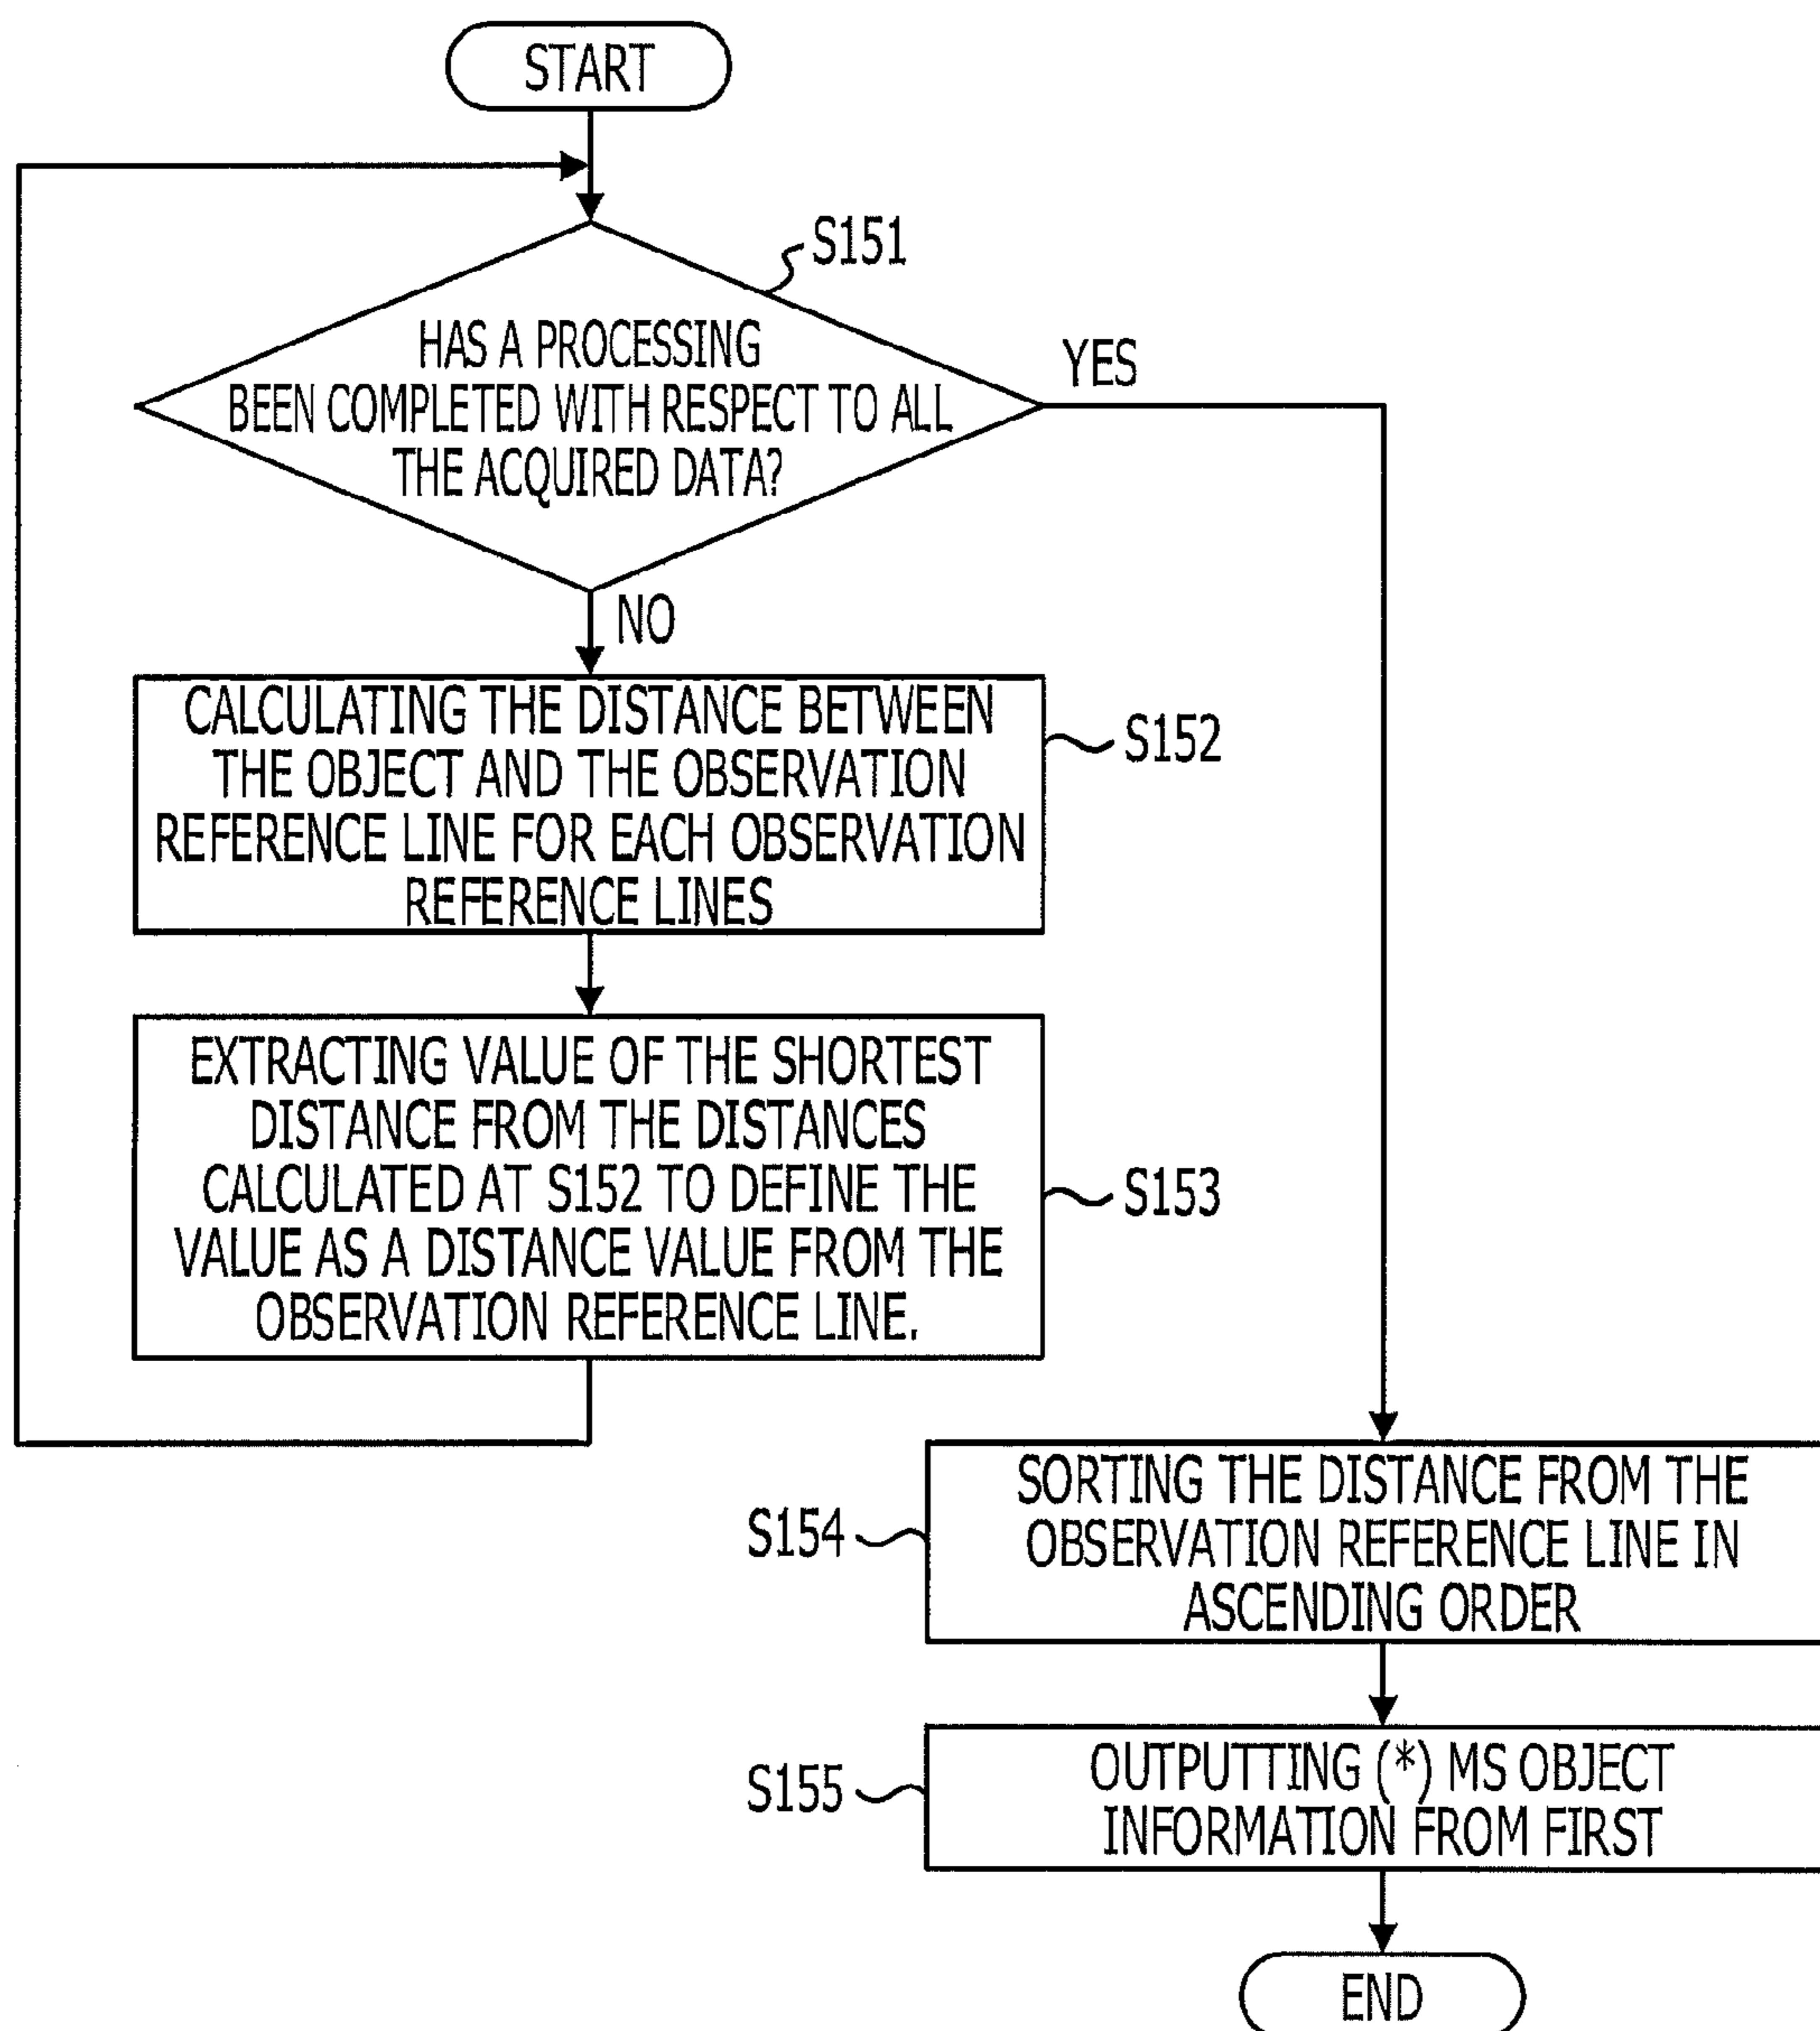 START
S151
HAS A PROCESSING
BEEN COMPLETED WITH RESPECT TO ALL
THE ACQUIRED DATA?
YES
NO
CALCULATING THE DISTANCE BETWEEN
THE OBJECT AND THE OBSERVATION
REFERENCE LINE FOR EACH OBSERVATION
REFERENCE LINES
S152
EXTRACTING VALUE OF THE SHORTEST
DISTANCE FROM THE DISTANCES
CALCULATED AT S152 TO DEFINE THE
VALUE AS A DISTANCE VALUE FROM THE
OBSERVATION REFERENCE LINE.
S153
SORTING THE DISTANCE FROM THE
OBSERVATION REFERENCE LINE IN
ASCENDING ORDER
S154
OUTPUTTING (*) MS OBJECT
INFORMATION FROM FIRST
S155
END